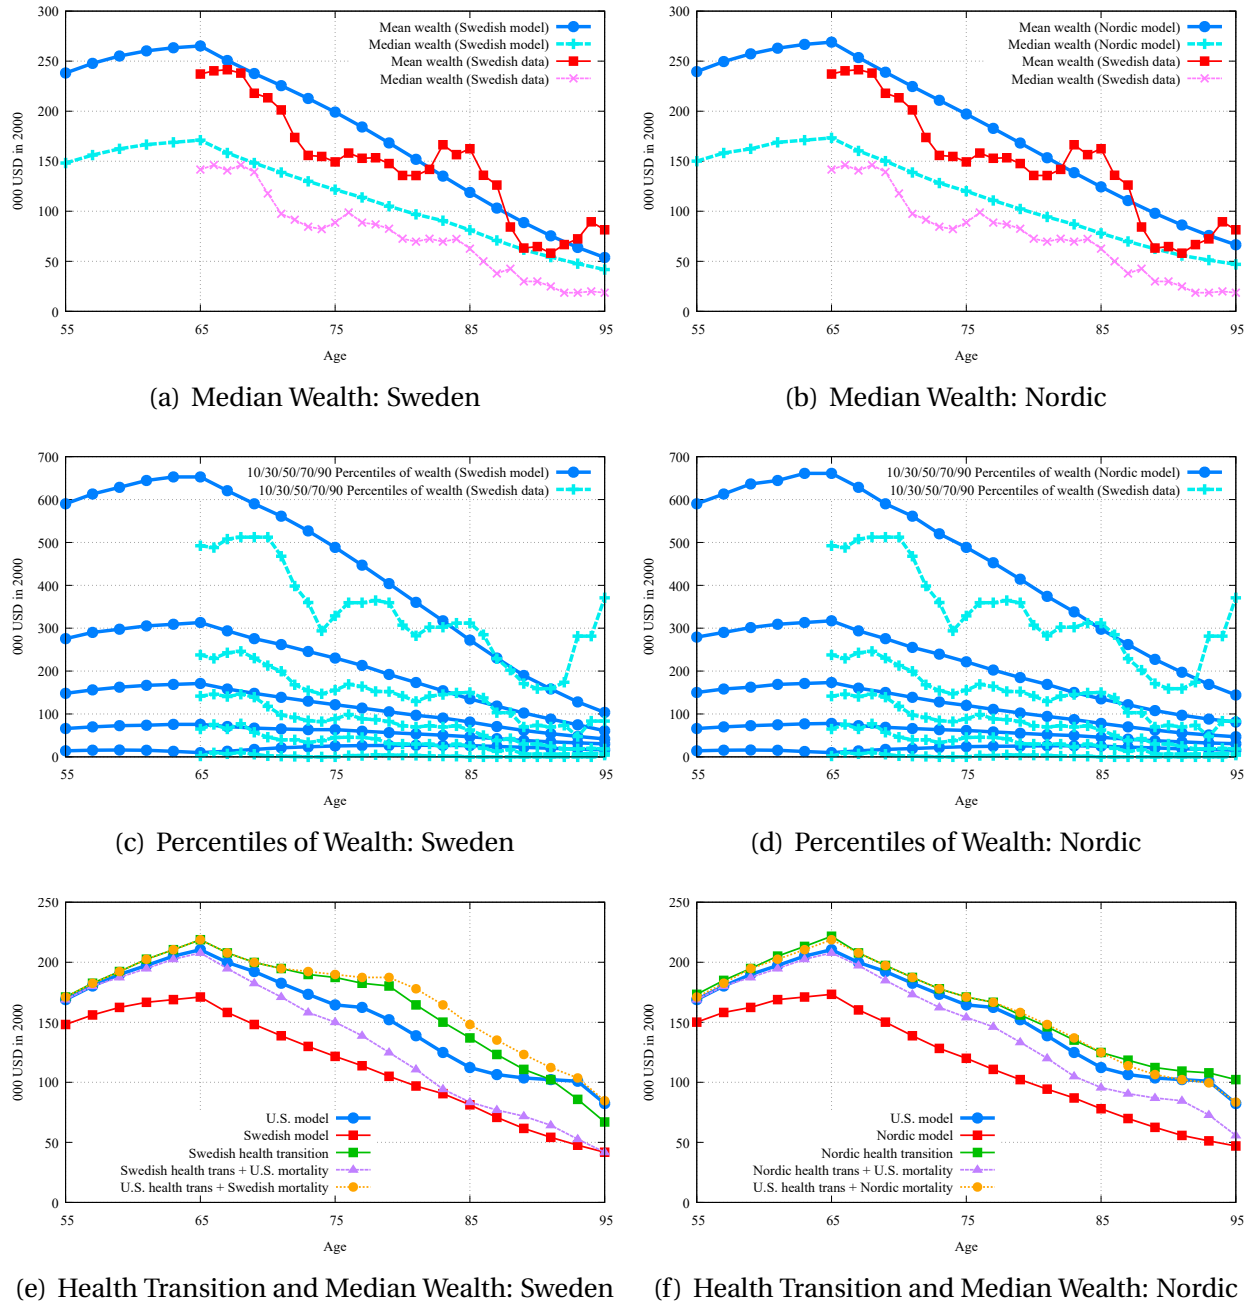 300
250
200
150
100
50
0
000 USD in 2000
Mean wealth (Swedish model)
Median wealth (Swedish model)
Mean wealth (Swedish data)
Median wealth (Swedish data)
55 65 75 85 95
Age
(a) Median Wealth: Sweden
300
250
200
150
100
50
0
000 USD in 2000
Mean wealth (Nordic model)
Median wealth (Nordic model)
Mean wealth (Swedish data)
Median wealth (Swedish data)
55 65 75 85 95
Age
(b) Median Wealth: Nordic
700
600
500
400
300
200
100
0
000 USD in 2000
10/30/50/70/90 Percentiles of wealth (Swedish model)
10/30/50/70/90 Percentiles of wealth (Swedish data)
55 65 75 85 95
Age
(c) Percentiles of Wealth: Sweden
700
600
500
400
300
200
100
0
000 USD in 2000
10/30/50/70/90 Percentiles of wealth (Nordic model)
10/30/50/70/90 Percentiles of wealth (Swedish data)
55 65 75 85 95
Age
(d) Percentiles of Wealth: Nordic
250
200
150
100
50
0
000 USD in 2000
U.S. model
Swedish model
Swedish health transition
Swedish health trans + U.S. mortality
U.S. health trans + Swedish mortality
55 65 75 85 95
Age
(e) Health Transition and Median Wealth: Sweden
250
200
150
100
50
0
000 USD in 2000
U.S. model
Nordic model
Nordic health transition
Nordic health trans + U.S. mortality
U.S. health trans + Nordic mortality
55 65 75 85 95
Age
(f) Health Transition and Median Wealth: Nordic